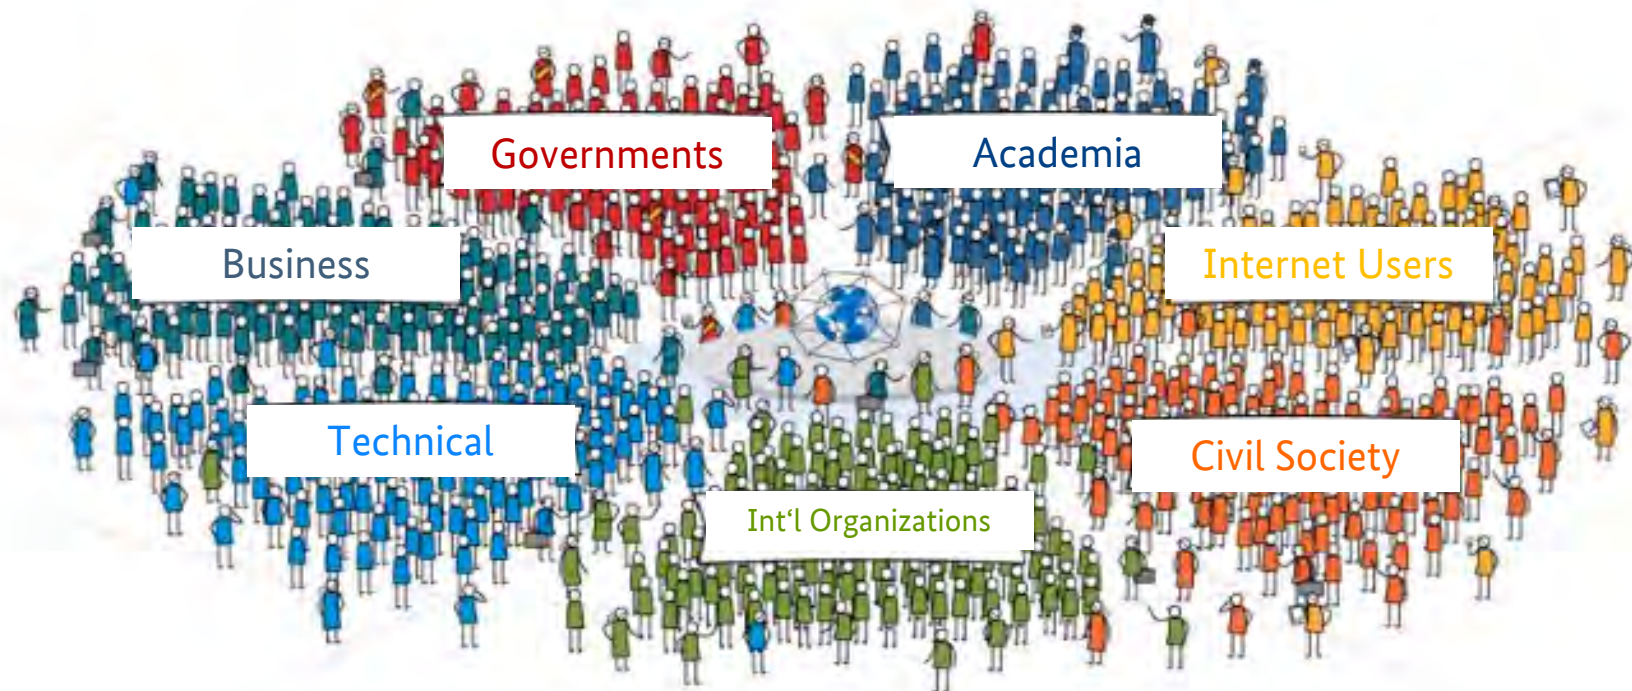 Governments
Academia
Business
Internet Users
Technical
Civil Society
Int‘l Organizations